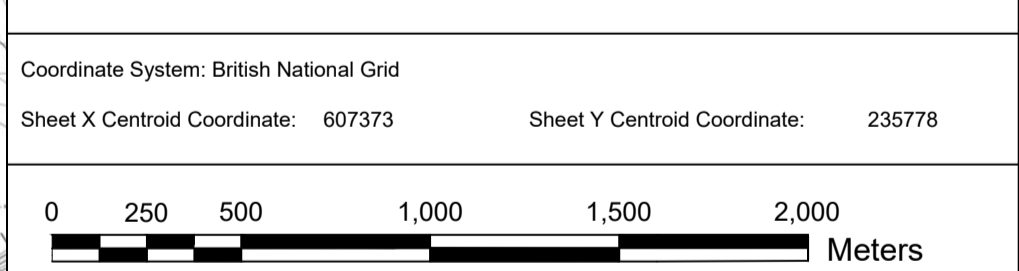 Coordinate System: British National Grid
Sheet X Centroid Coordinate: 607373 Sheet Y Centroid Coordinate: 235778
0 250 500 1,000 1,500 2,000
Meters